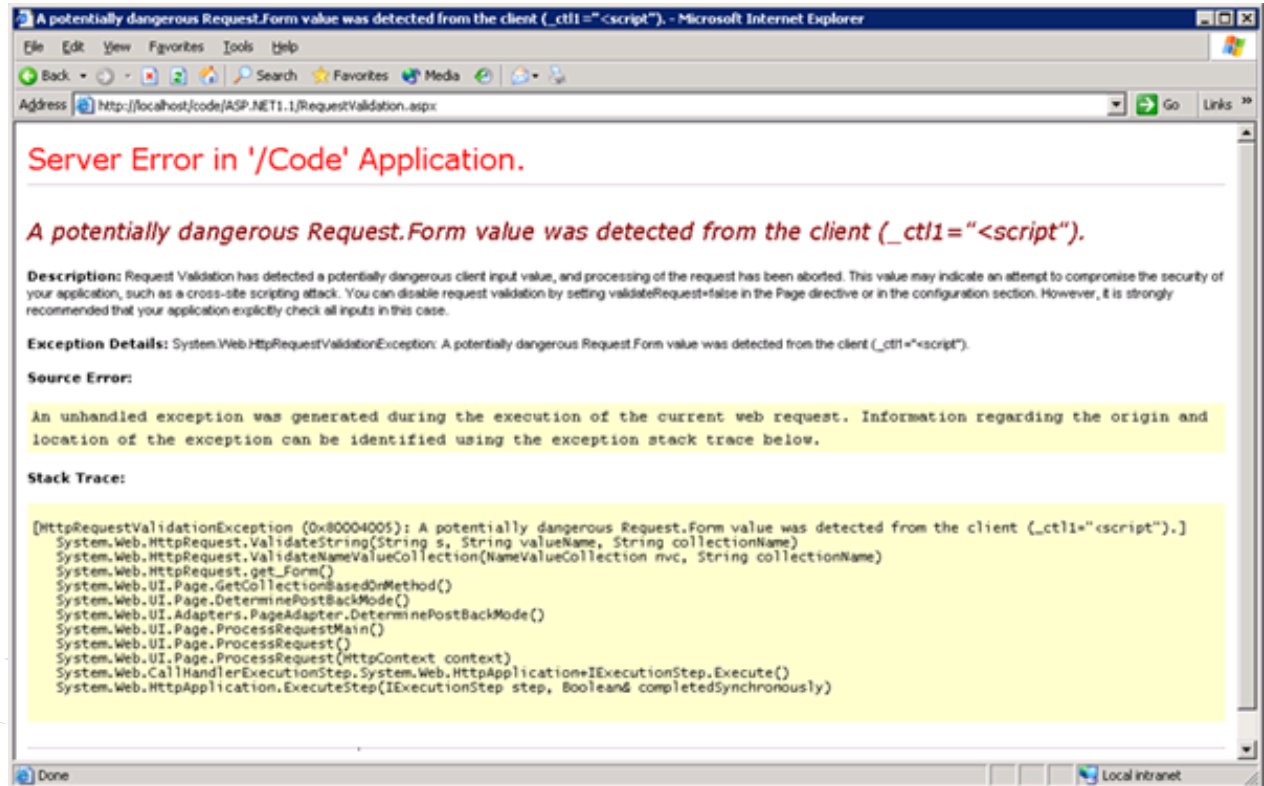 A potentially dangerous Request.Form value was detected from the client (_ctl1="<script"). - Microsoft Internet Explorer
File Edit View Favorites Tools Help
Back Search Favorites Media
Address http://localhost/code/ASP.NET1.1/RequestValidation.aspx Go Links »
Server Error in '/Code' Application.
A potentially dangerous Request.Form value was detected from the client (_ctl1="<script").
Description: Request Validation has detected a potentially dangerous client input value, and processing of the request has been aborted. This value may indicate an attempt to compromise the security of
your application, such as a cross-site scripting attack. You can disable request validation by setting validateRequest=false in the Page directive or in the configuration section. However, it is strongly
recommended that your application explicitly check all inputs in this case.
Exception Details: System.Web.HttpRequestValidationException: A potentially dangerous Request.Form value was detected from the client (_ctl1="<script").
Source Error:
An unhandled exception was generated during the execution of the current web request. Information regarding the origin and
location of the exception can be identified using the exception stack trace below.
Stack Trace:
[HttpRequestValidationException (0x80004005): A potentially dangerous Request.Form value was detected from the client (_ctl1="<script").]
System.Web.HttpRequest.ValidateString(String s, String valueName, String collectionName)
System.Web.HttpRequest.ValidateNameValueCollection(NameValueCollection nvc, String collectionName)
System.Web.HttpRequest.get_Form()
System.Web.UI.Page.GetCollectionBasedOnMethod()
System.Web.UI.Page.DeterminePostBackMode()
System.Web.UI.Adapters.PageAdapter.DeterminePostBackMode()
System.Web.UI.Page.ProcessRequestMain()
System.Web.UI.Page.ProcessRequest()
System.Web.UI.Page.ProcessRequest(HttpContext context)
System.Web.CallHandlerExecutionStep.System.Web.HttpApplication+IExecutionStep.Execute()
System.Web.HttpApplication.ExecuteStep(IExecutionStep step, Boolean& completedSynchronously)
Done Local intranet